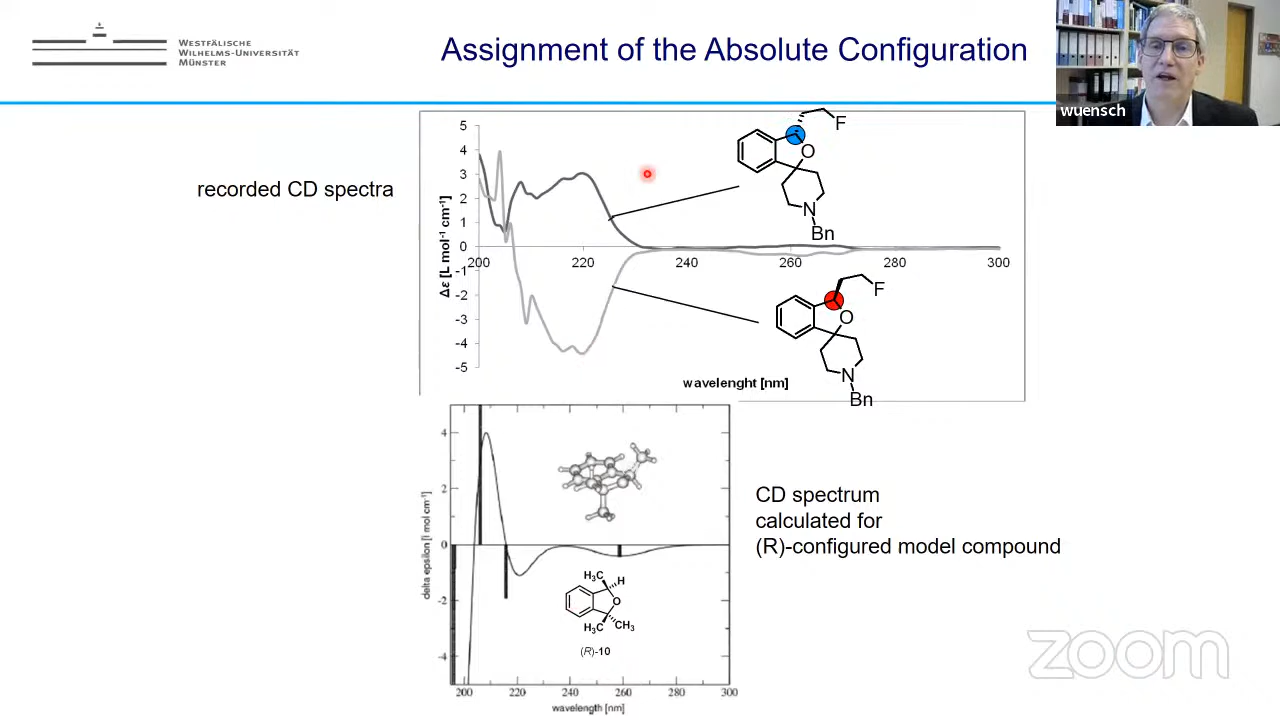 WESTFÄLISCHE
WILHELMS-UNIVERSITÄT
MÜNSTER
Assignment of the Absolute Configuration
wuensch
recorded CD spectra
5
4
3
2
1
0
-1
-2
-3
-4
-5
Δε [L mol-1 cm-1]
200
220
240
260
280
300
wavelenght [nm]
F
O
N
Bn
F
O
N
Bn
4
2
0
-2
-4
delta epsilon [l mol cm-1]
200
220
240
260
280
300
wavelength [nm]
H3C
H
O
H3C
CH3
(R)-10
CD spectrum
calculated for
(R)-configured model compound
zoom